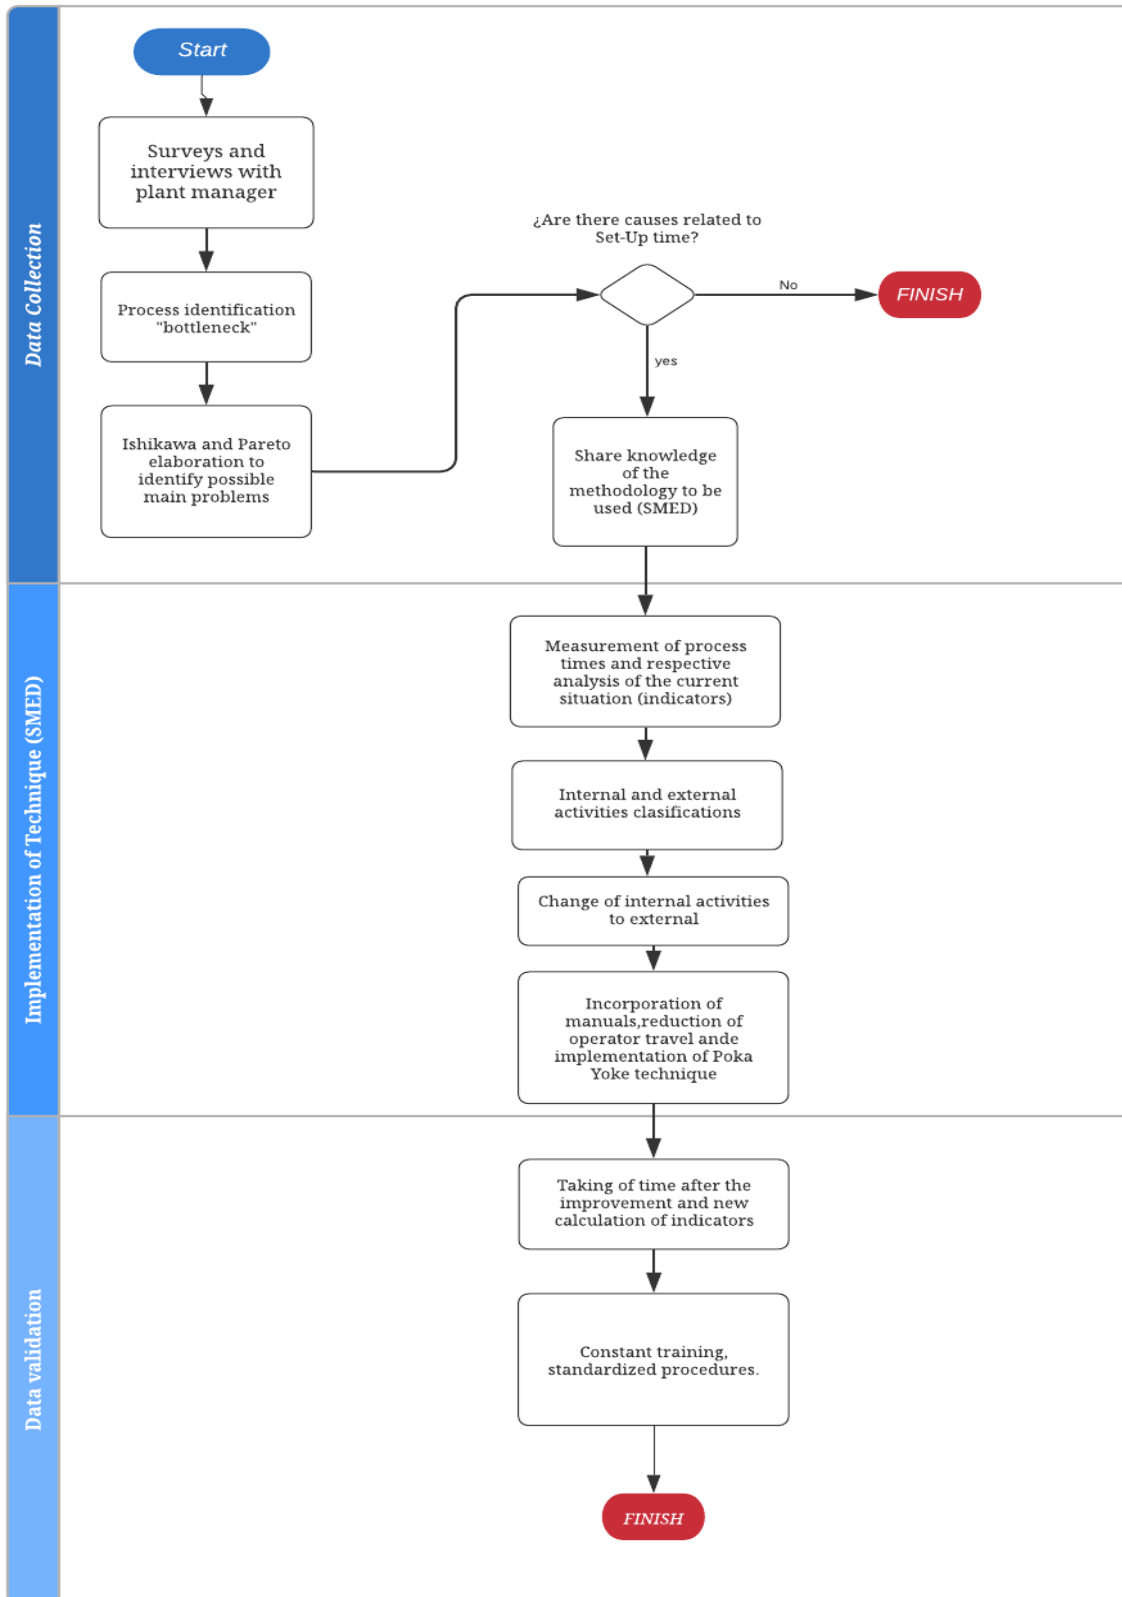 Data Collection
Start
Surveys and
interviews with
plant manager
Process identification
"bottleneck"
Ishikawa and Pareto
elaboration to
identify possible
main problems
¿Are there causes related to
Set-Up time?
No
FINISH
yes
Share knowledge
of the
methodology to be
used (SMED)
Implementation of Technique (SMED)
Measurement of process
times and respective
analysis of the current
situation (indicators)
Internal and external
activities clasifications
Change of internal activities
to external
Incorporation of
manuals,reduction of
operator travel ande
implementation of Poka
Yoke technique
Data validation
Taking of time after the
improvement and new
calculation of indicators
Constant training,
standardized procedures.
FINISH